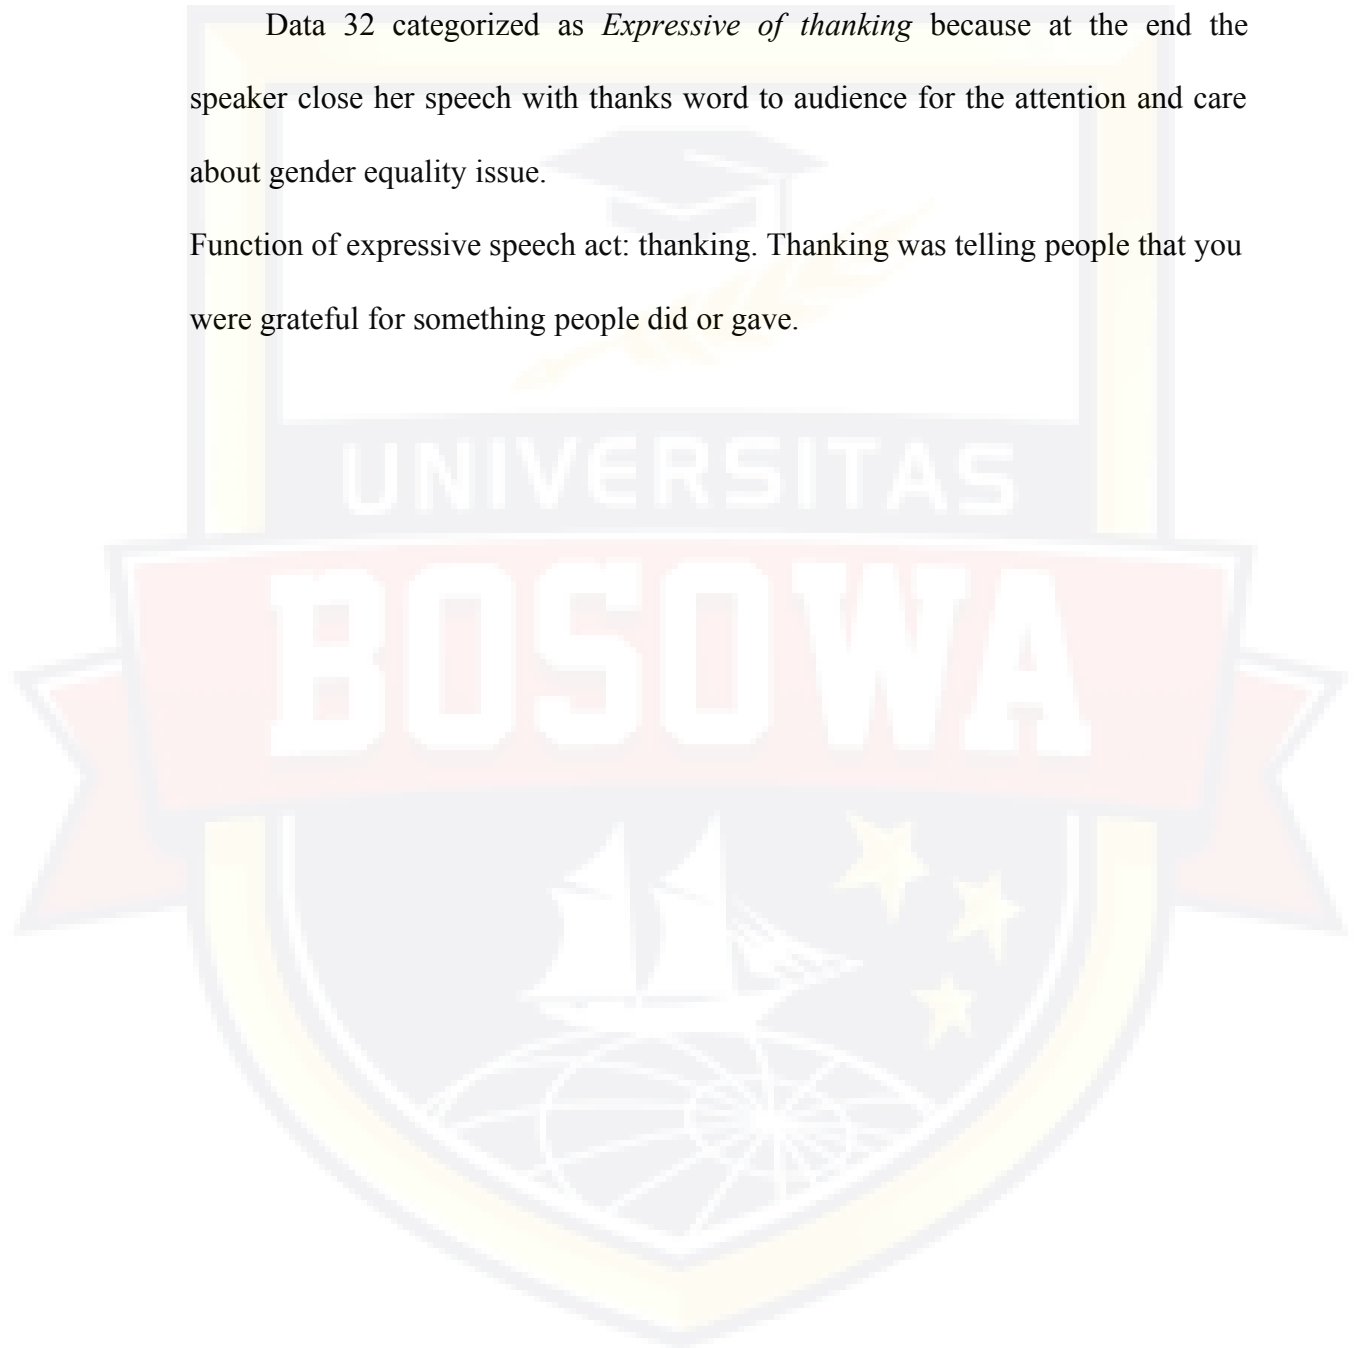 Data 32 categorized as Expressive of thanking because at the end the
speaker close her speech with thanks word to audience for the attention and care
about gender equality issue.
Function of expressive speech act: thanking. Thanking was telling people that you
were grateful for something people did or gave.
UNIVERSITAS
BOSOWA